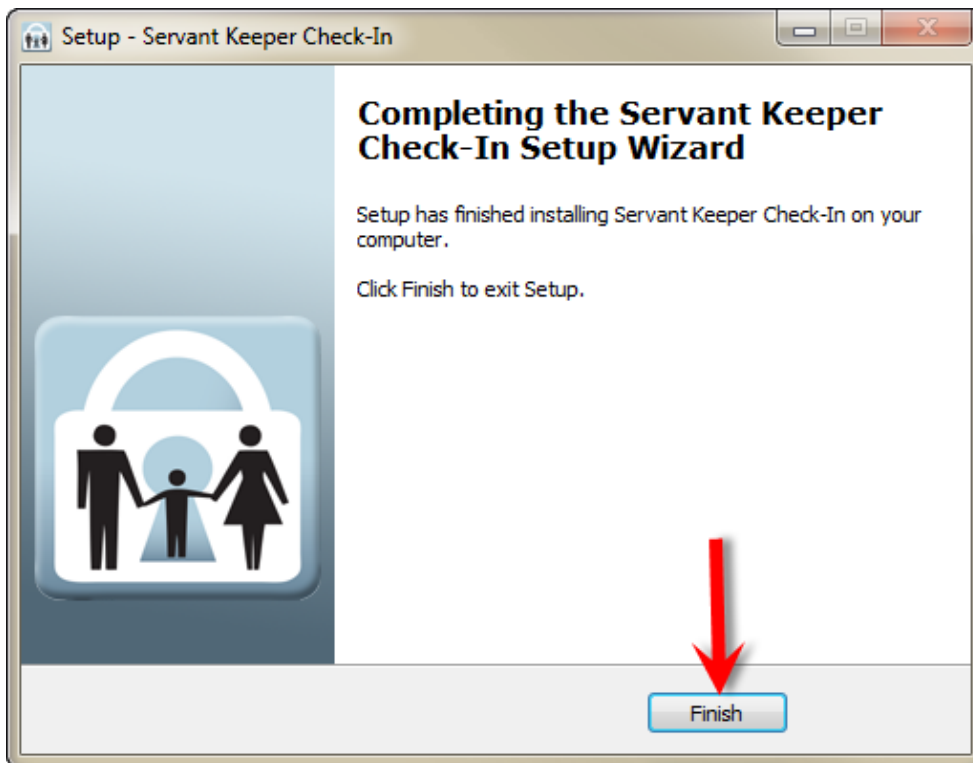 Setup - Servant Keeper Check-In
Completing the Servant Keeper
Check-In Setup Wizard
Setup has finished installing Servant Keeper Check-In on your
computer.
Click Finish to exit Setup.
Finish